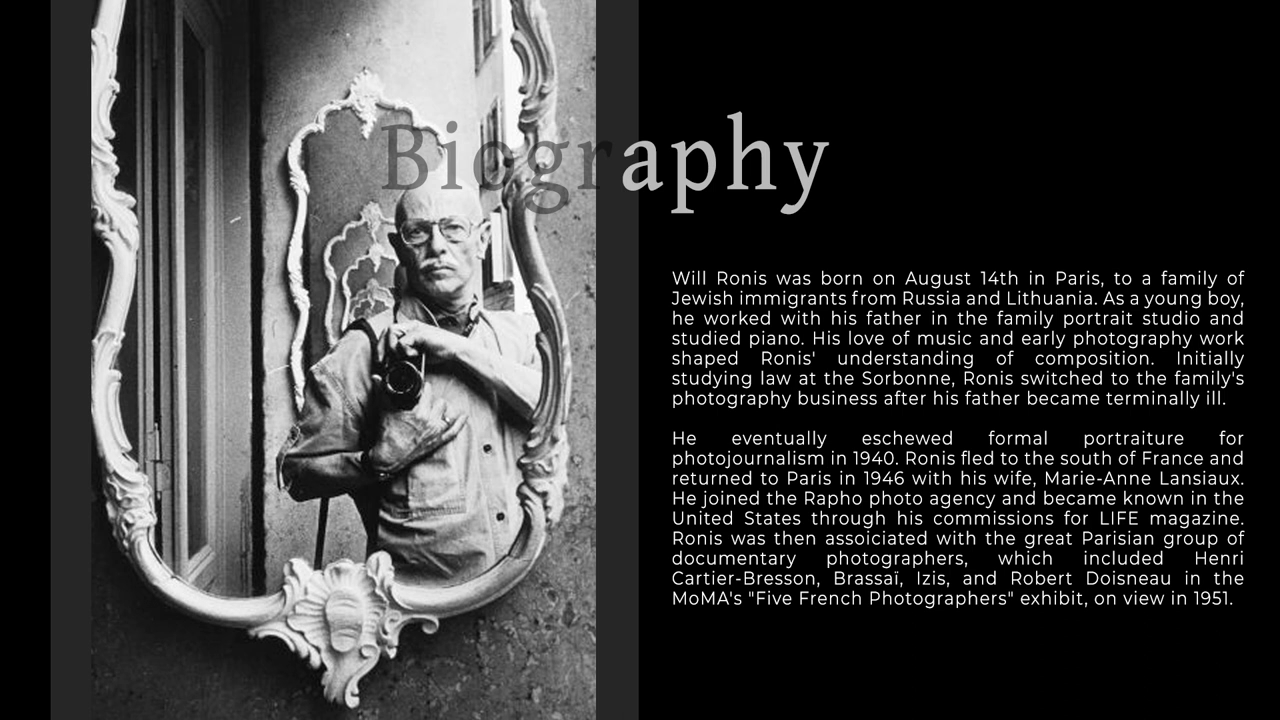 Biography
Will Ronis was born on August 14th in Paris, to a family of
Jewish immigrants from Russia and Lithuania. As a young boy,
he worked with his father in the family portrait studio and
studied piano. His love of music and early photography work
shaped Ronis' understanding of composition. Initially
studying law at the Sorbonne, Ronis switched to the family's
photography business after his father became terminally ill.
He eventually eschewed formal portraiture for
photojournalism in 1940. Ronis fled to the south of France and
returned to Paris in 1946 with his wife, Marie-Anne Lansiaux.
He joined the Rapho photo agency and became known in the
United States through his commissions for LIFE magazine.
Ronis was then assoiciated with the great Parisian group of
documentary photographers, which included Henri
Cartier-Bresson, Brassaï, Izis, and Robert Doisneau in the
MoMA's "Five French Photographers" exhibit, on view in 1951.